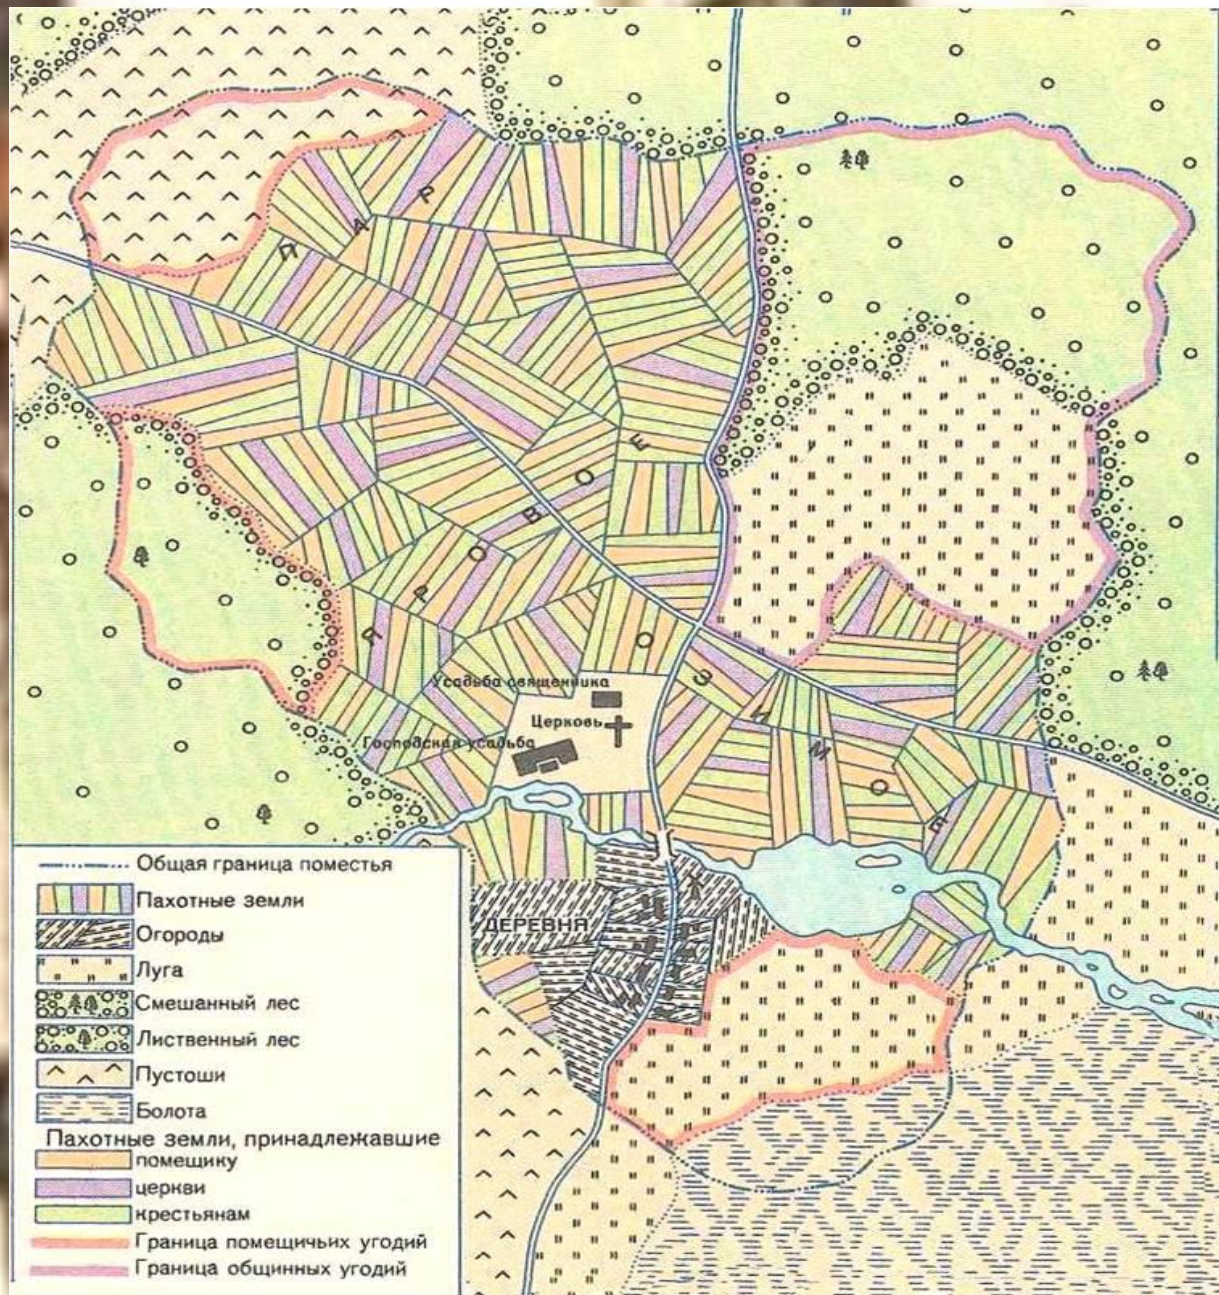 ПАР
ЯРОВОЕ
ОЗИМОЕ
Усадьба священника
Церковь
Господская усадьба
ДЕРЕВНЯ
Общая граница поместья
Пахотные земли
Огороды
Луга
Смешанный лес
Лиственный лес
Пустоши
Болота
Пахотные земли, принадлежавшие
помещику
церкви
крестьянам
Граница помещичьих угодий
Граница общинных угодий